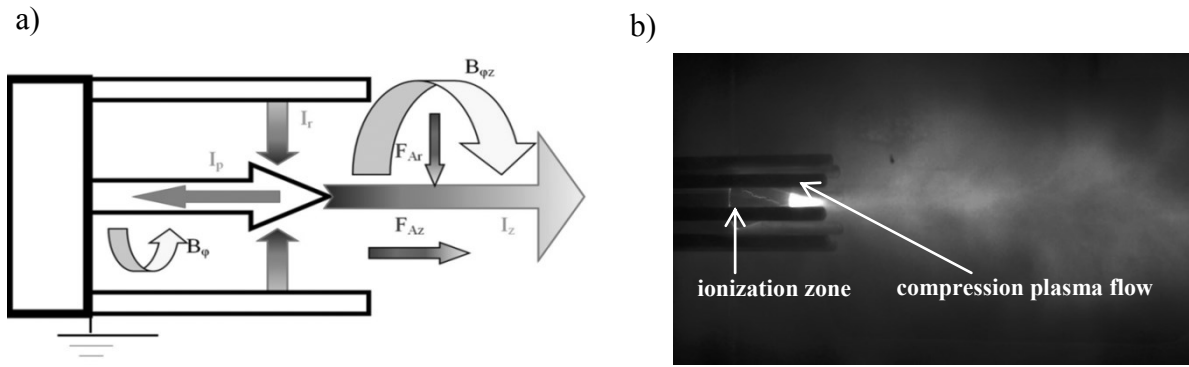 a)
b)
B<sub>φz</sub>
I<sub>r</sub>
F<sub>Ar</sub>
I<sub>p</sub>
F<sub>Az</sub>
I<sub>z</sub>
B<sub>φ</sub>
ionization zone
compression plasma flow